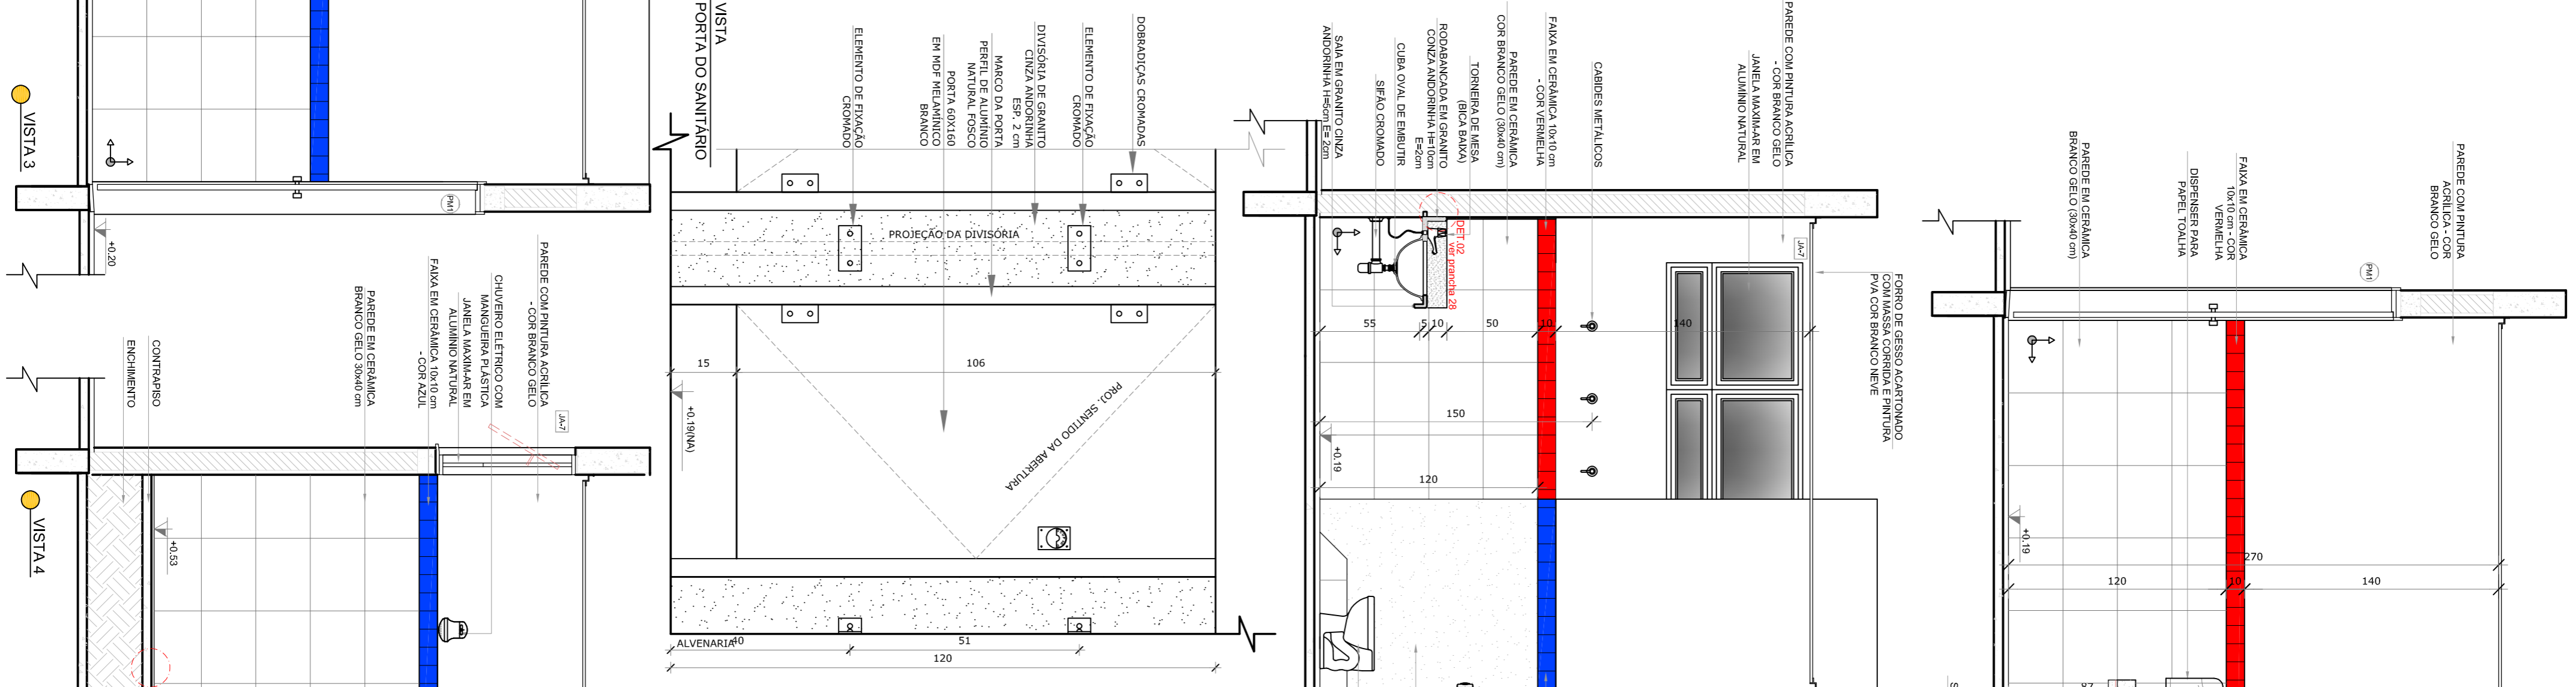 VISTA 3
+0.20
PM1
PAREDE COM PINTURA ACRÍLICA
- COR BRANCO GELO
CHUVEIRO ELÉTRICO COM
MANGUEIRA PLÁSTICA
JANELA MAXIM-AR EM
ALUMÍNIO NATURAL
FAIXA EM CERÂMICA 10x10 cm
- COR AZUL
PAREDE EM CERÂMICA
BRANCO GELO 30x40 cm
CONTRAPISO
ENCHIMENTO
JA-7
+0.53
VISTA 4
VISTA
PORTA DO SANITÁRIO
DOBRADIÇAS CROMADAS
ELEMENTO DE FIXAÇÃO
CROMADO
DIVISÓRIA DE GRANITO
CINZA ANDORINHA
ESP. 2 cm
MARCO DA PORTA
PERFIL DE ALUMÍNIO
NATURAL FOSCO
PORTA 60X160
EM MDF MELAMÍNICO
BRANCO
ELEMENTO DE FIXAÇÃO
CROMADO
PROJEÇÃO DA DIVISÓRIA
15
106
+0.19(NA)
PROJ. SENTIDO DA ABERTURA
ALVENARIA
40
51
120
PAREDE COM PINTURA ACRÍLICA
- COR BRANCO GELO
JANELA MAXIM-AR EM
ALUMÍNIO NATURAL
CABIDES METÁLICOS
FAIXA EM CERÂMICA 10x10 cm
- COR VERMELHA
PAREDE EM CERÂMICA
COR BRANCO GELO (30x40 cm)
TORNEIRA DE MESA
(BICA BAIXA)
RODABANCADA EM GRANITO
CONZA ANDORINHA H=10cm
E=2cm
CUBA OVAL DE EMBUTIR
SIFÃO CROMADO
SAIA EM GRANITO CINZA
ANDORINHA H=5cm E= 2cm
DET.02
ver prancha 28
JA-7
FORRO DE GESSO ACARTONADO
COM MASSA CORRIDA E PINTURA
PVA COR BRANCO NEVE
55
5
10
50
10
140
150
+0.19
120
PAREDE COM PINTURA
ACRÍLICA - COR
BRANCO GELO
FAIXA EM CERÂMICA
10x10 cm - COR
VERMELHA
DISPENSER PARA
PAPEL TOALHA
PAREDE EM CERÂMICA
BRANCO GELO (30x40 cm)
PM1
+0.19
270
120
10
140